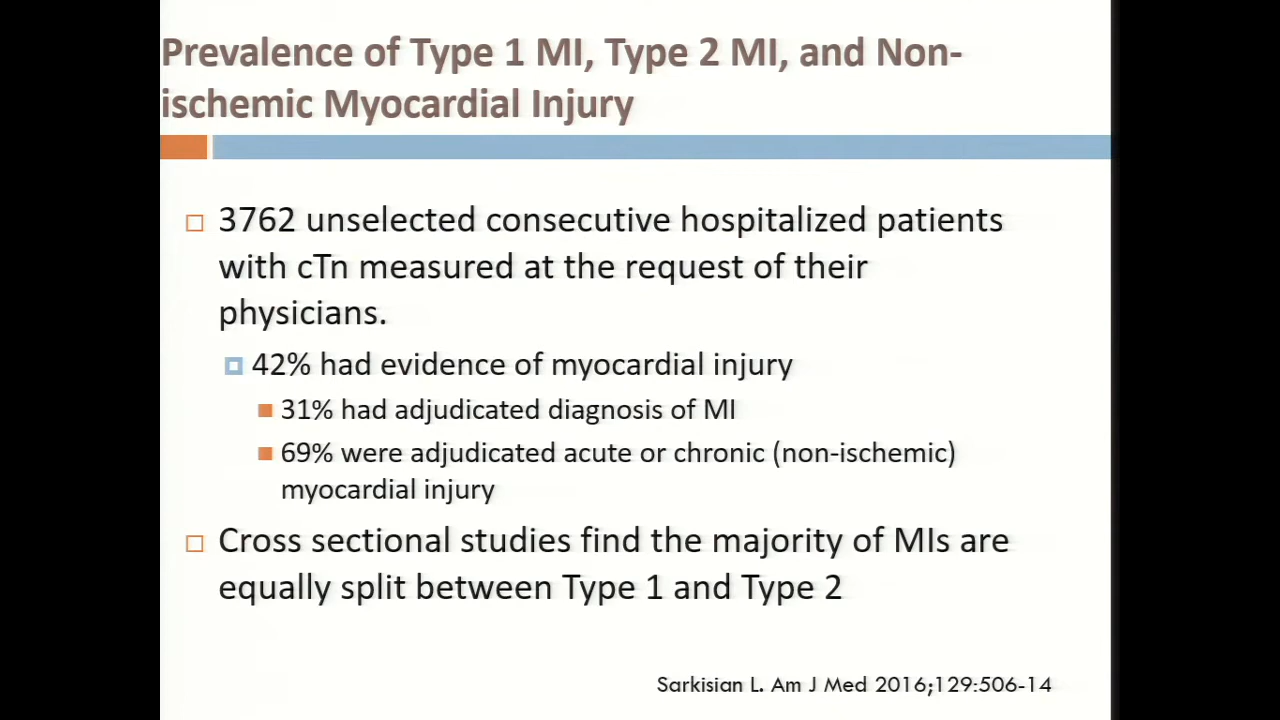 Prevalence of Type 1 MI, Type 2 MI, and Non-
ischemic Myocardial Injury
3762 unselected consecutive hospitalized patients
with cTn measured at the request of their
physicians.
42% had evidence of myocardial injury
31% had adjudicated diagnosis of MI
69% were adjudicated acute or chronic (non-ischemic)
myocardial injury
Cross sectional studies find the majority of MIs are
equally split between Type 1 and Type 2
Sarkisian L. Am J Med 2016;129:506-14